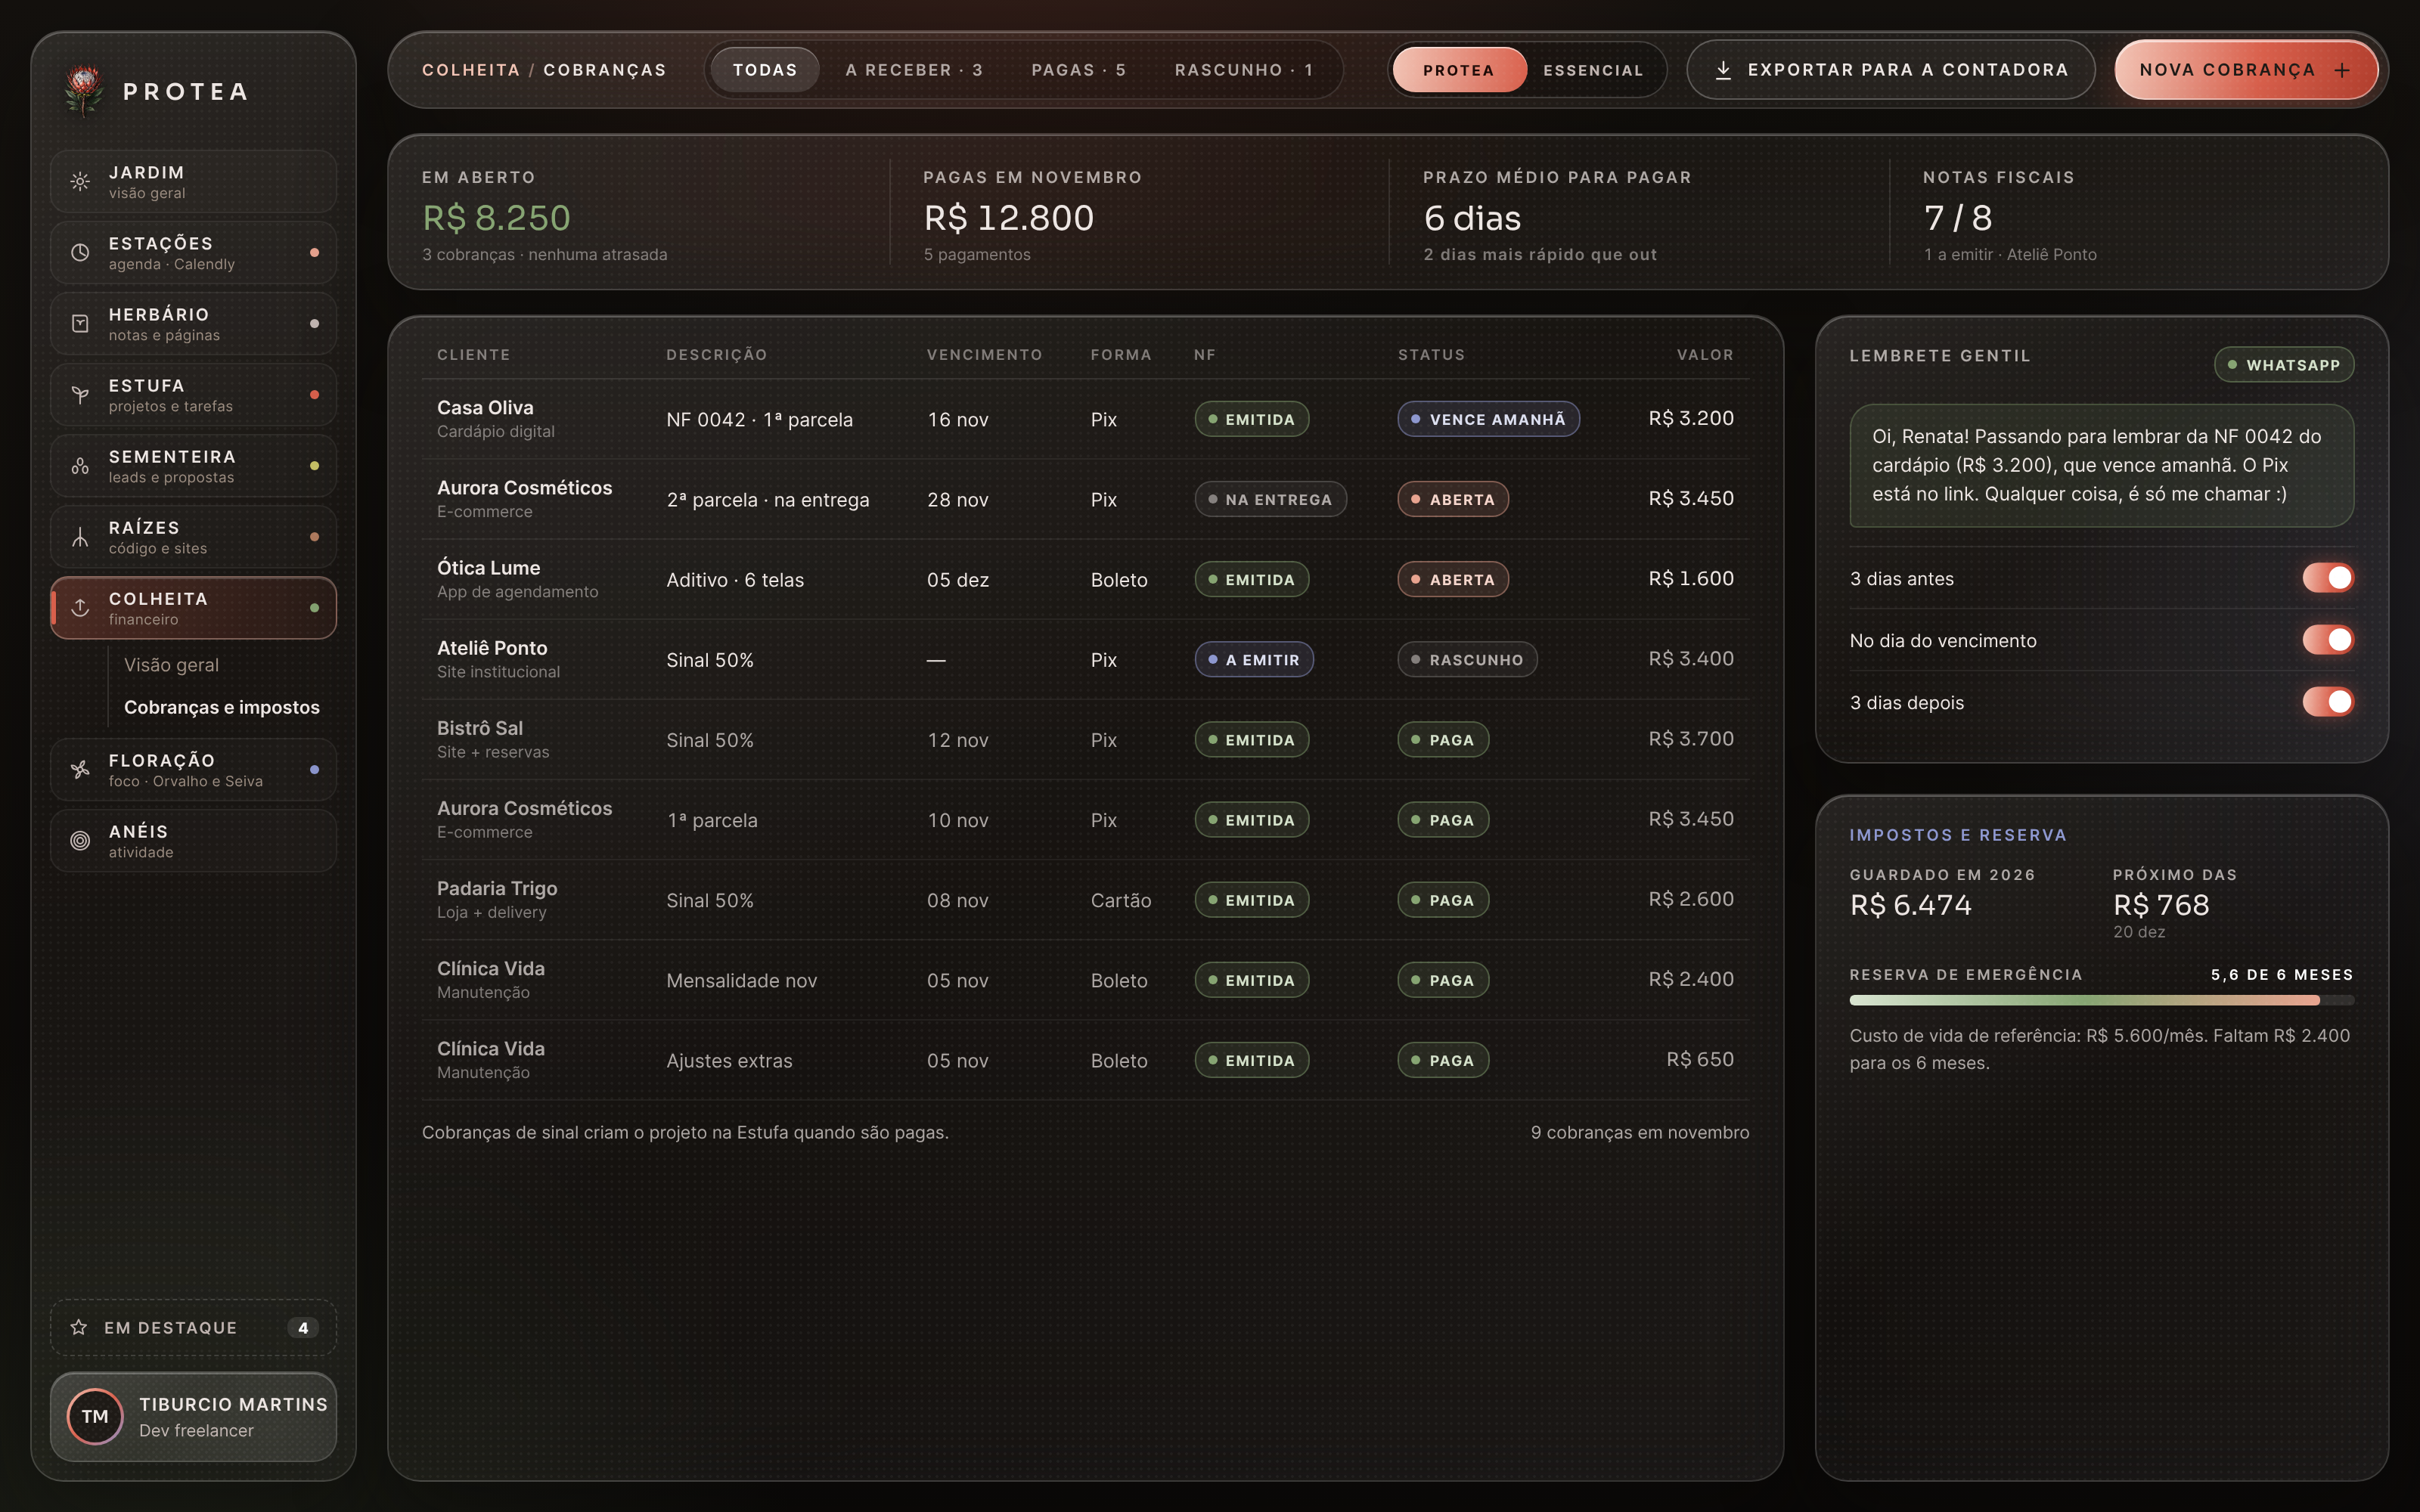 PROTEA
JARDIM
visão geral
ESTAÇÕES
agenda · Calendly
HERBÁRIO
notas e páginas
ESTUFA
projetos e tarefas
SEMENTEIRA
leads e propostas
RAÍZES
código e sites
COLHEITA
financeiro
Visão geral
Cobranças e impostos
FLORAÇÃO
foco · Orvalho e Seiva
ANÉIS
atividade
EM DESTAQUE 4
TM
TIBURCIO MARTINS
Dev freelancer
COLHEITA / COBRANÇAS TODAS A RECEBER · 3 PAGAS · 5 RASCUNHO · 1 PROTEA ESSENCIAL EXPORTAR PARA A CONTADORA NOVA COBRANÇA +
EM ABERTO
R$ 8.250
3 cobranças · nenhuma atrasada
PAGAS EM NOVEMBRO
R$ 12.800
5 pagamentos
PRAZO MÉDIO PARA PAGAR
6 dias
2 dias mais rápido que out
NOTAS FISCAIS
7 / 8
1 a emitir · Ateliê Ponto
CLIENTE DESCRIÇÃO VENCIMENTO FORMA NF STATUS VALOR
Casa Oliva
Cardápio digital
NF 0042 · 1ª parcela 16 nov Pix EMITIDA VENCE AMANHÃ R$ 3.200
Aurora Cosméticos
E-commerce
2ª parcela · na entrega 28 nov Pix NA ENTREGA ABERTA R$ 3.450
Ótica Lume
App de agendamento
Aditivo · 6 telas 05 dez Boleto EMITIDA ABERTA R$ 1.600
Ateliê Ponto
Site institucional
Sinal 50% — Pix A EMITIR RASCUNHO R$ 3.400
Bistrô Sal
Site + reservas
Sinal 50% 12 nov Pix EMITIDA PAGA R$ 3.700
Aurora Cosméticos
E-commerce
1ª parcela 10 nov Pix EMITIDA PAGA R$ 3.450
Padaria Trigo
Loja + delivery
Sinal 50% 08 nov Cartão EMITIDA PAGA R$ 2.600
Clínica Vida
Manutenção
Mensalidade nov 05 nov Boleto EMITIDA PAGA R$ 2.400
Clínica Vida
Manutenção
Ajustes extras 05 nov Boleto EMITIDA PAGA R$ 650
Cobranças de sinal criam o projeto na Estufa quando são pagas. 9 cobranças em novembro
LEMBRETE GENTIL WHATSAPP
Oi, Renata! Passando para lembrar da NF 0042 do
cardápio (R$ 3.200), que vence amanhã. O Pix
está no link. Qualquer coisa, é só me chamar :)
3 dias antes
No dia do vencimento
3 dias depois
IMPOSTOS E RESERVA
GUARDADO EM 2026
R$ 6.474
PRÓXIMO DAS
R$ 768
20 dez
RESERVA DE EMERGÊNCIA 5,6 DE 6 MESES
Custo de vida de referência: R$ 5.600/mês. Faltam R$ 2.400
para os 6 meses.